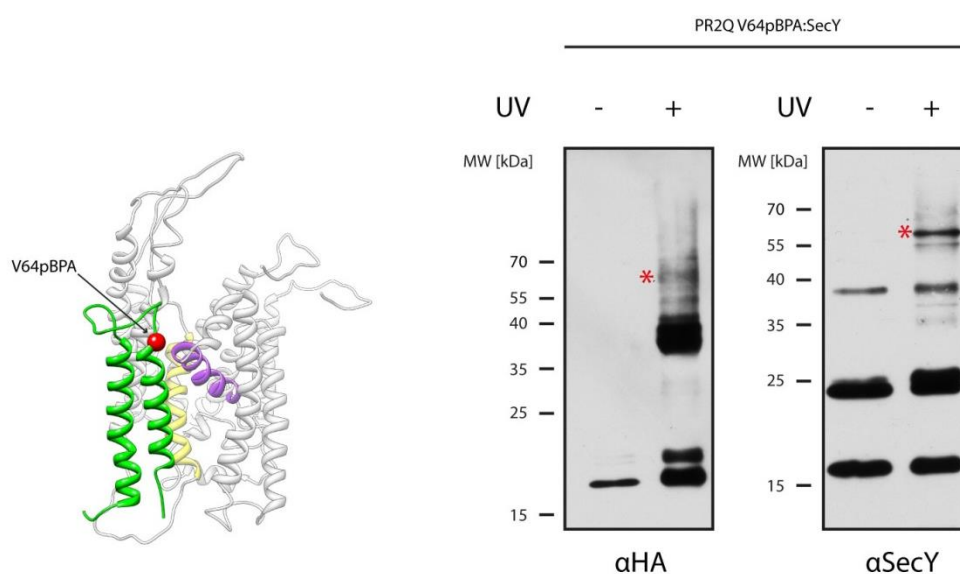 PR2Q V64pBPA:SecY
UV - + UV - +
MW [kDa] MW [kDa]
V64pBPA
70
55
40
35
25
15
*
70
55
40
35
25
15
*
αHA αSecY